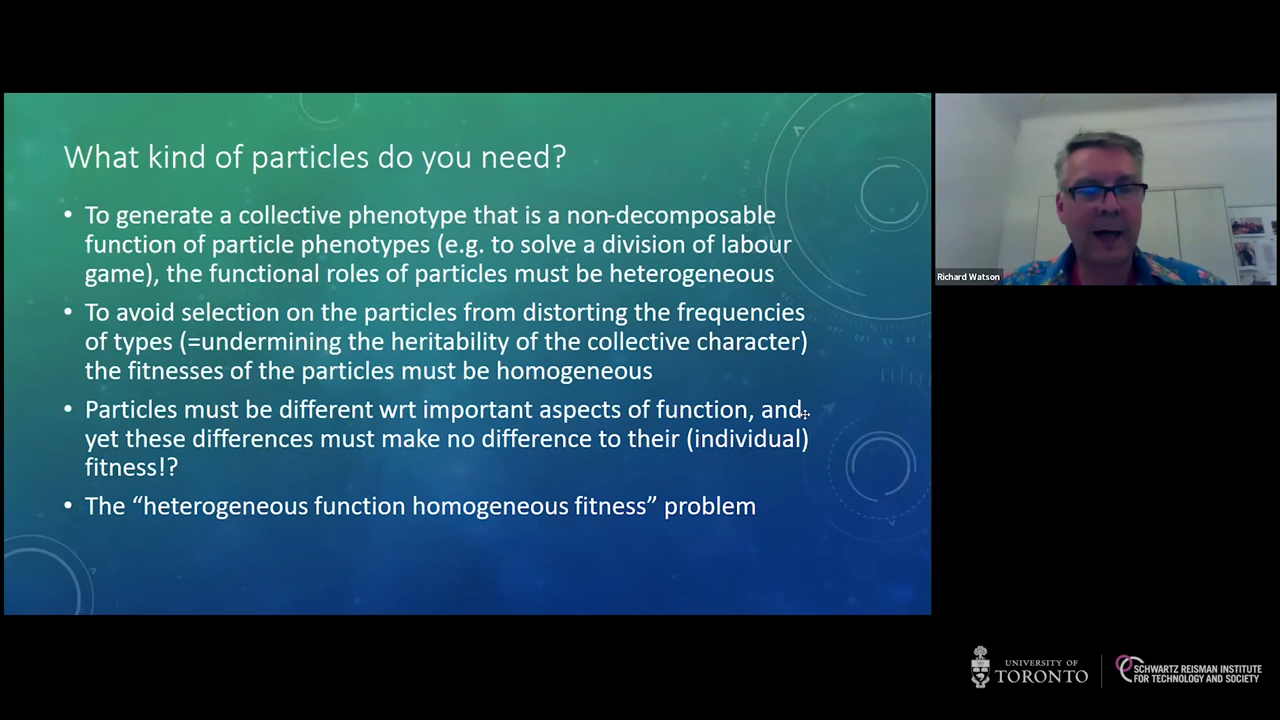 What kind of particles do you need?
• To generate a collective phenotype that is a non-decomposable
function of particle phenotypes (e.g. to solve a division of labour
game), the functional roles of particles must be heterogeneous
• To avoid selection on the particles from distorting the frequencies
of types (=undermining the heritability of the collective character)
the fitnesses of the particles must be homogeneous
• Particles must be different wrt important aspects of function, and
yet these differences must make no difference to their (individual)
fitness!?
• The “heterogeneous function homogeneous fitness” problem
Richard Watson
UNIVERSITY OF
TORONTO
SCHWARTZ REISMAN INSTITUTE
FOR TECHNOLOGY AND SOCIETY